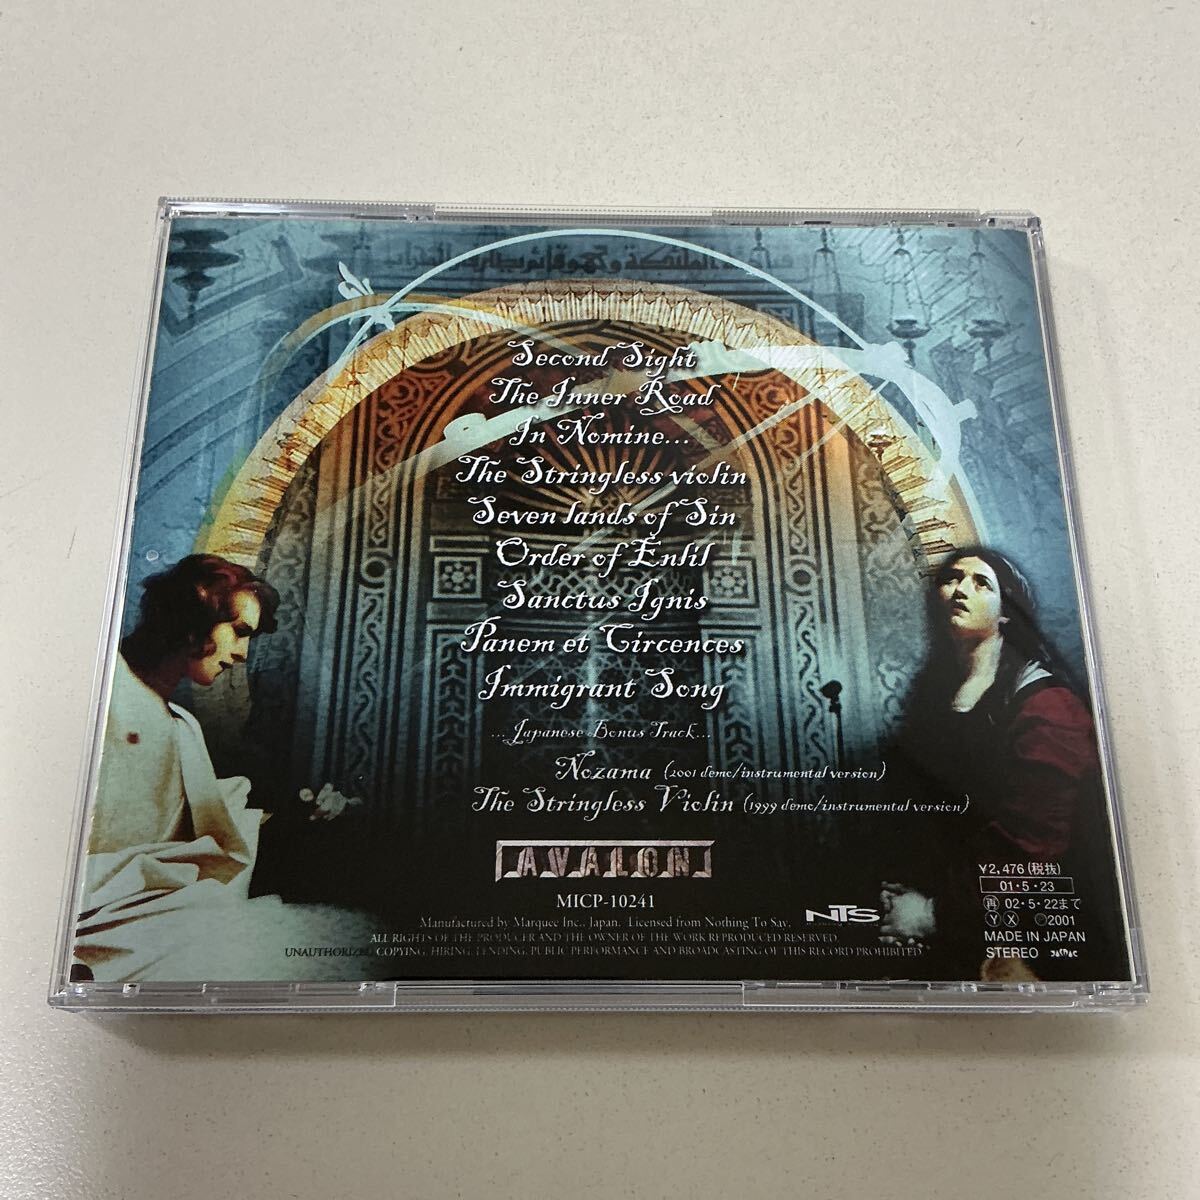 Second Sight
The Inner Road
In Nomine...
The Stringless violin
Seven lands of Sin
Order of Enlil
Sanctus Ignis
Panem et Circences
Immigrant Song
...Japanese Bonus Track...
Nozama (2001 demo/instrumental version)
The Stringless Violin (1999 demo/instrumental version)
AVALON
MICP-10241
Manufactured by Marquee Inc., Japan. Licensed from Nothing To Say.
ALL RIGHTS OF THE PRODUCER AND THE OWNER OF THE WORK REPRODUCED RESERVED.
UNAUTHORIZED COPYING, HIRING, LENDING, PUBLIC PERFORMANCE AND BROADCASTING OF THIS RECORD PROHIBITED
NTS
¥2,476(税抜)
01・5・23
再 02・5・22まで
Y X ℗2001
MADE IN JAPAN
STEREO JASRAC